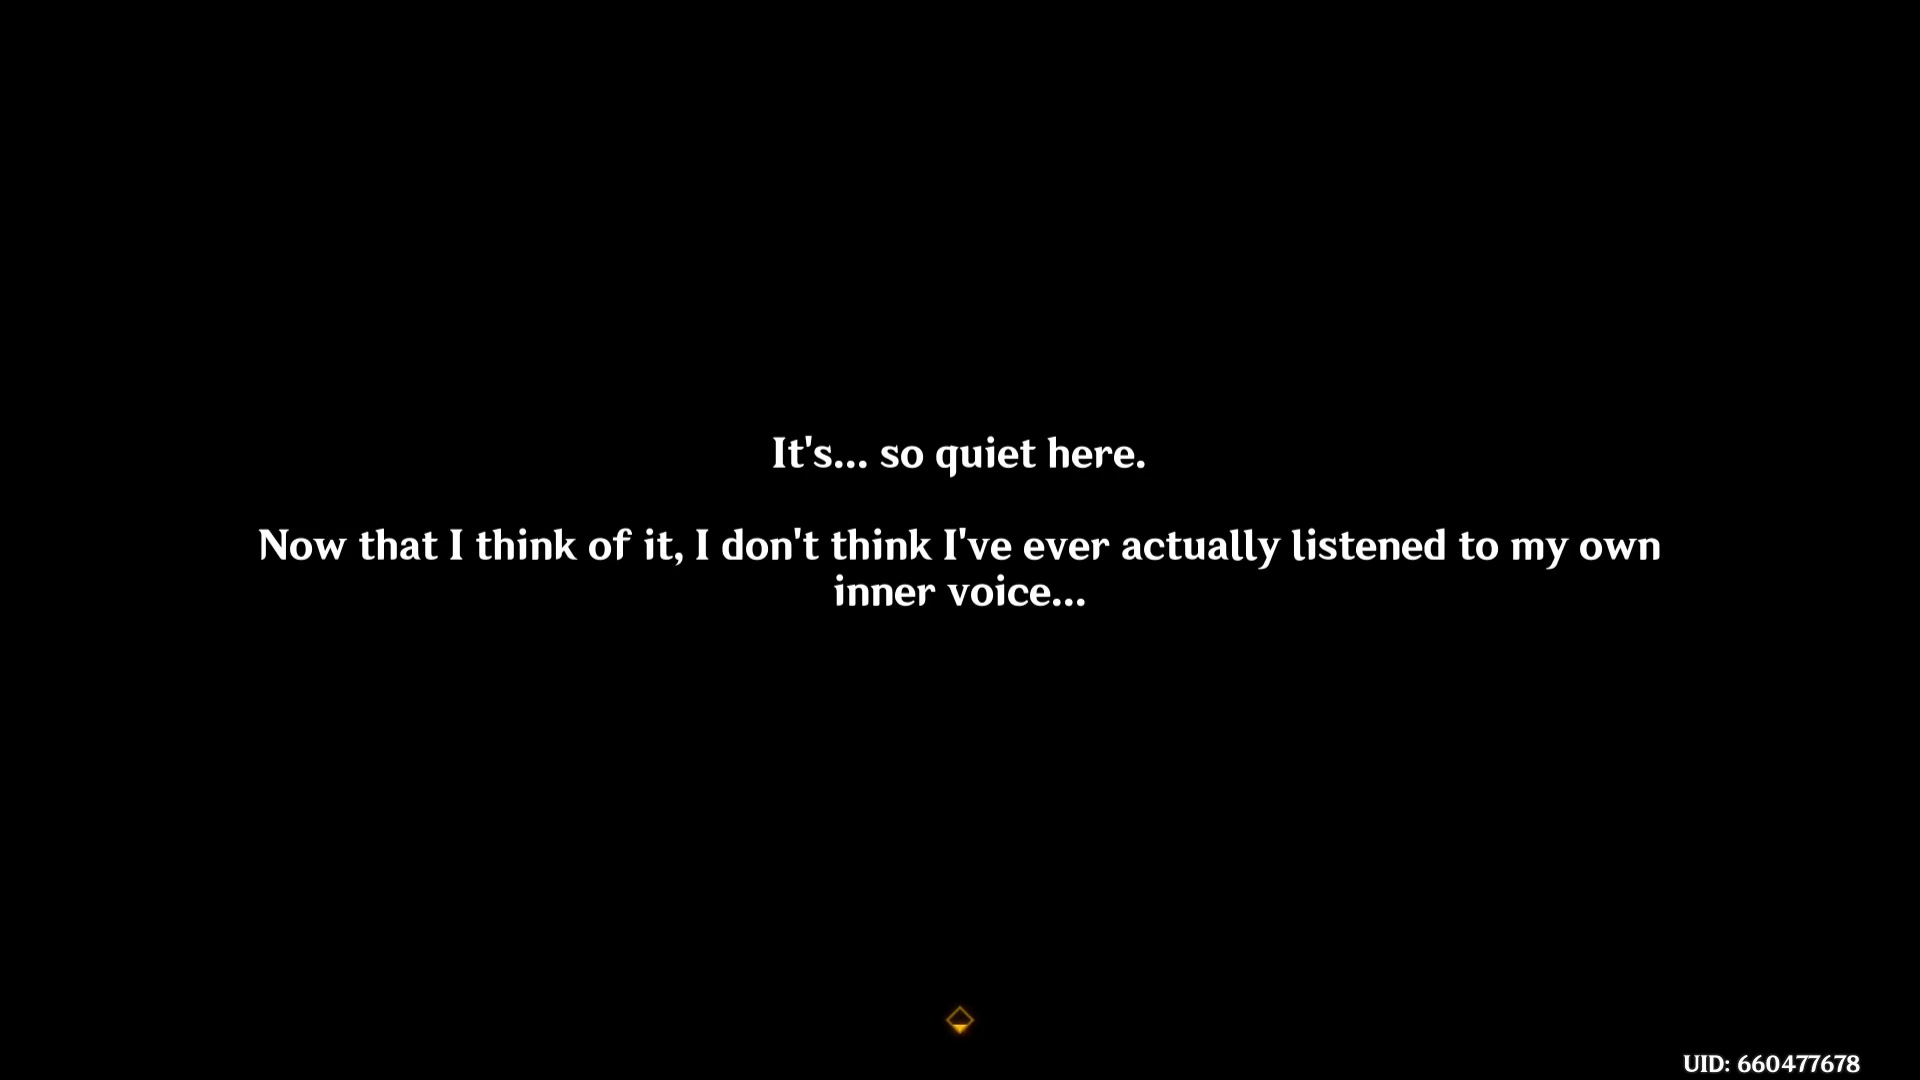 It's... so quiet here.
Now that I think of it, I don't think I've ever actually listened to my own
inner voice...
UID: 660477678